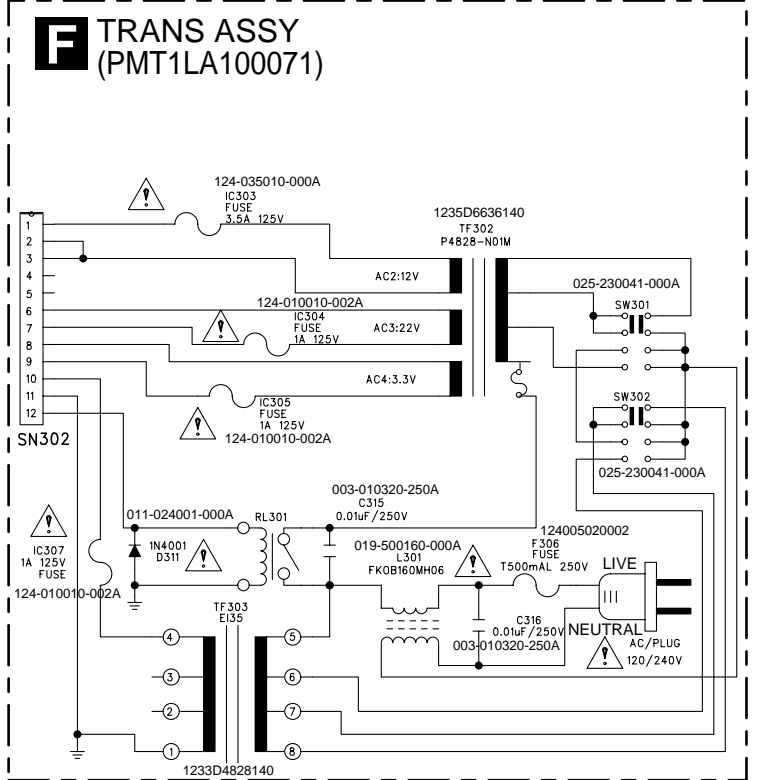 F TRANS ASSY
(PMT1LA100071)
124-035010-000A
IC303
FUSE
3.5A 125V
1235D6636140
TF302
P4828-N01M
1
2
3
4
5
6
7
8
9
10
11
12
SN302
AC2:12V
025-230041-000A
SW301
124-010010-002A
IC304
FUSE
1A 125V
AC3:22V
AC4:3.3V
IC305
FUSE
1A 125V
124-010010-002A
SW302
025-230041-000A
003-010320-250A
C315
0.01uF/250V
011-024001-000A
RL301
1N4001
D311
IC307
1A 125V
FUSE
124-010010-002A
019-500160-000A
L301
FKOB160MH06
124005020002
F306
FUSE
T500mAL 250V
LIVE
C316
0.01uF/250V
003-010320-250A
NEUTRAL
AC/PLUG
120/240V
TF303
EI35
4
3
2
1
5
6
7
8
1233D4828140